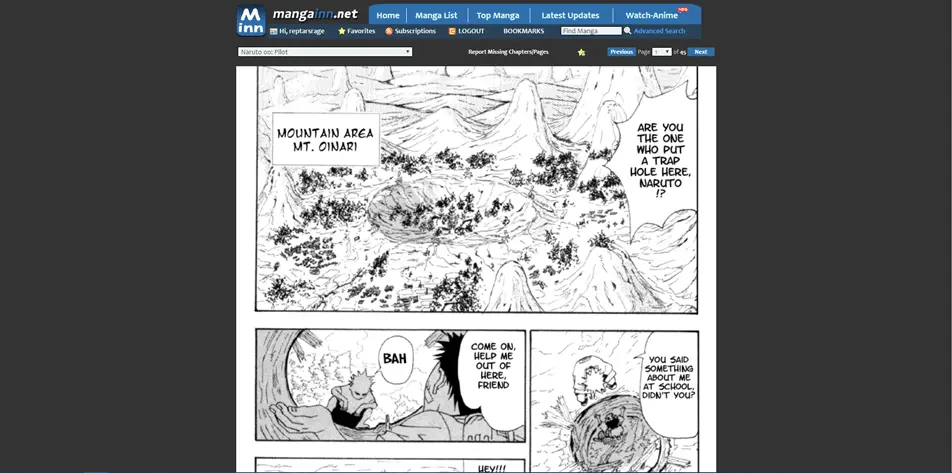 M
inn
mangainn.net
Home
Manga List
Top Manga
Latest Updates
Watch-Anime
NEW
Hi, reptarsrage
Favorites
Subscriptions
LOGOUT
BOOKMARKS
Find Manga
Advanced Search
Naruto 00: Pilot
Report Missing Chapters/Pages
Previous
Page
1
of 45
Next
MOUNTAIN AREA
MT. OINARI
ARE YOU
THE ONE
WHO PUT
A TRAP
HOLE HERE,
NARUTO
!?
BAH
COME ON,
HELP ME
OUT OF
HERE,
FRIEND
YOU SAID
SOMETHING
ABOUT ME
AT SCHOOL,
DIDN'T YOU?
HEY!!!